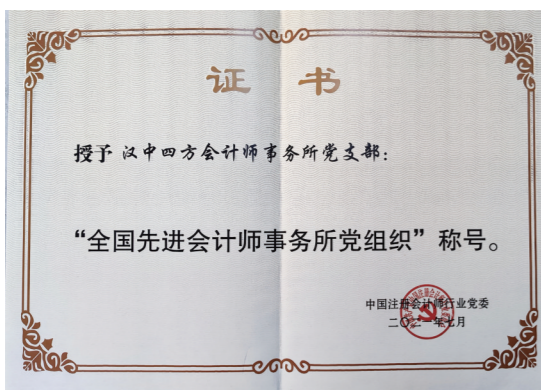 证 书
授予 汉中四方会计师事务所党支部：
“全国先进会计师事务所党组织”称号。
中国注册会计师行业党委
二〇二一年七月